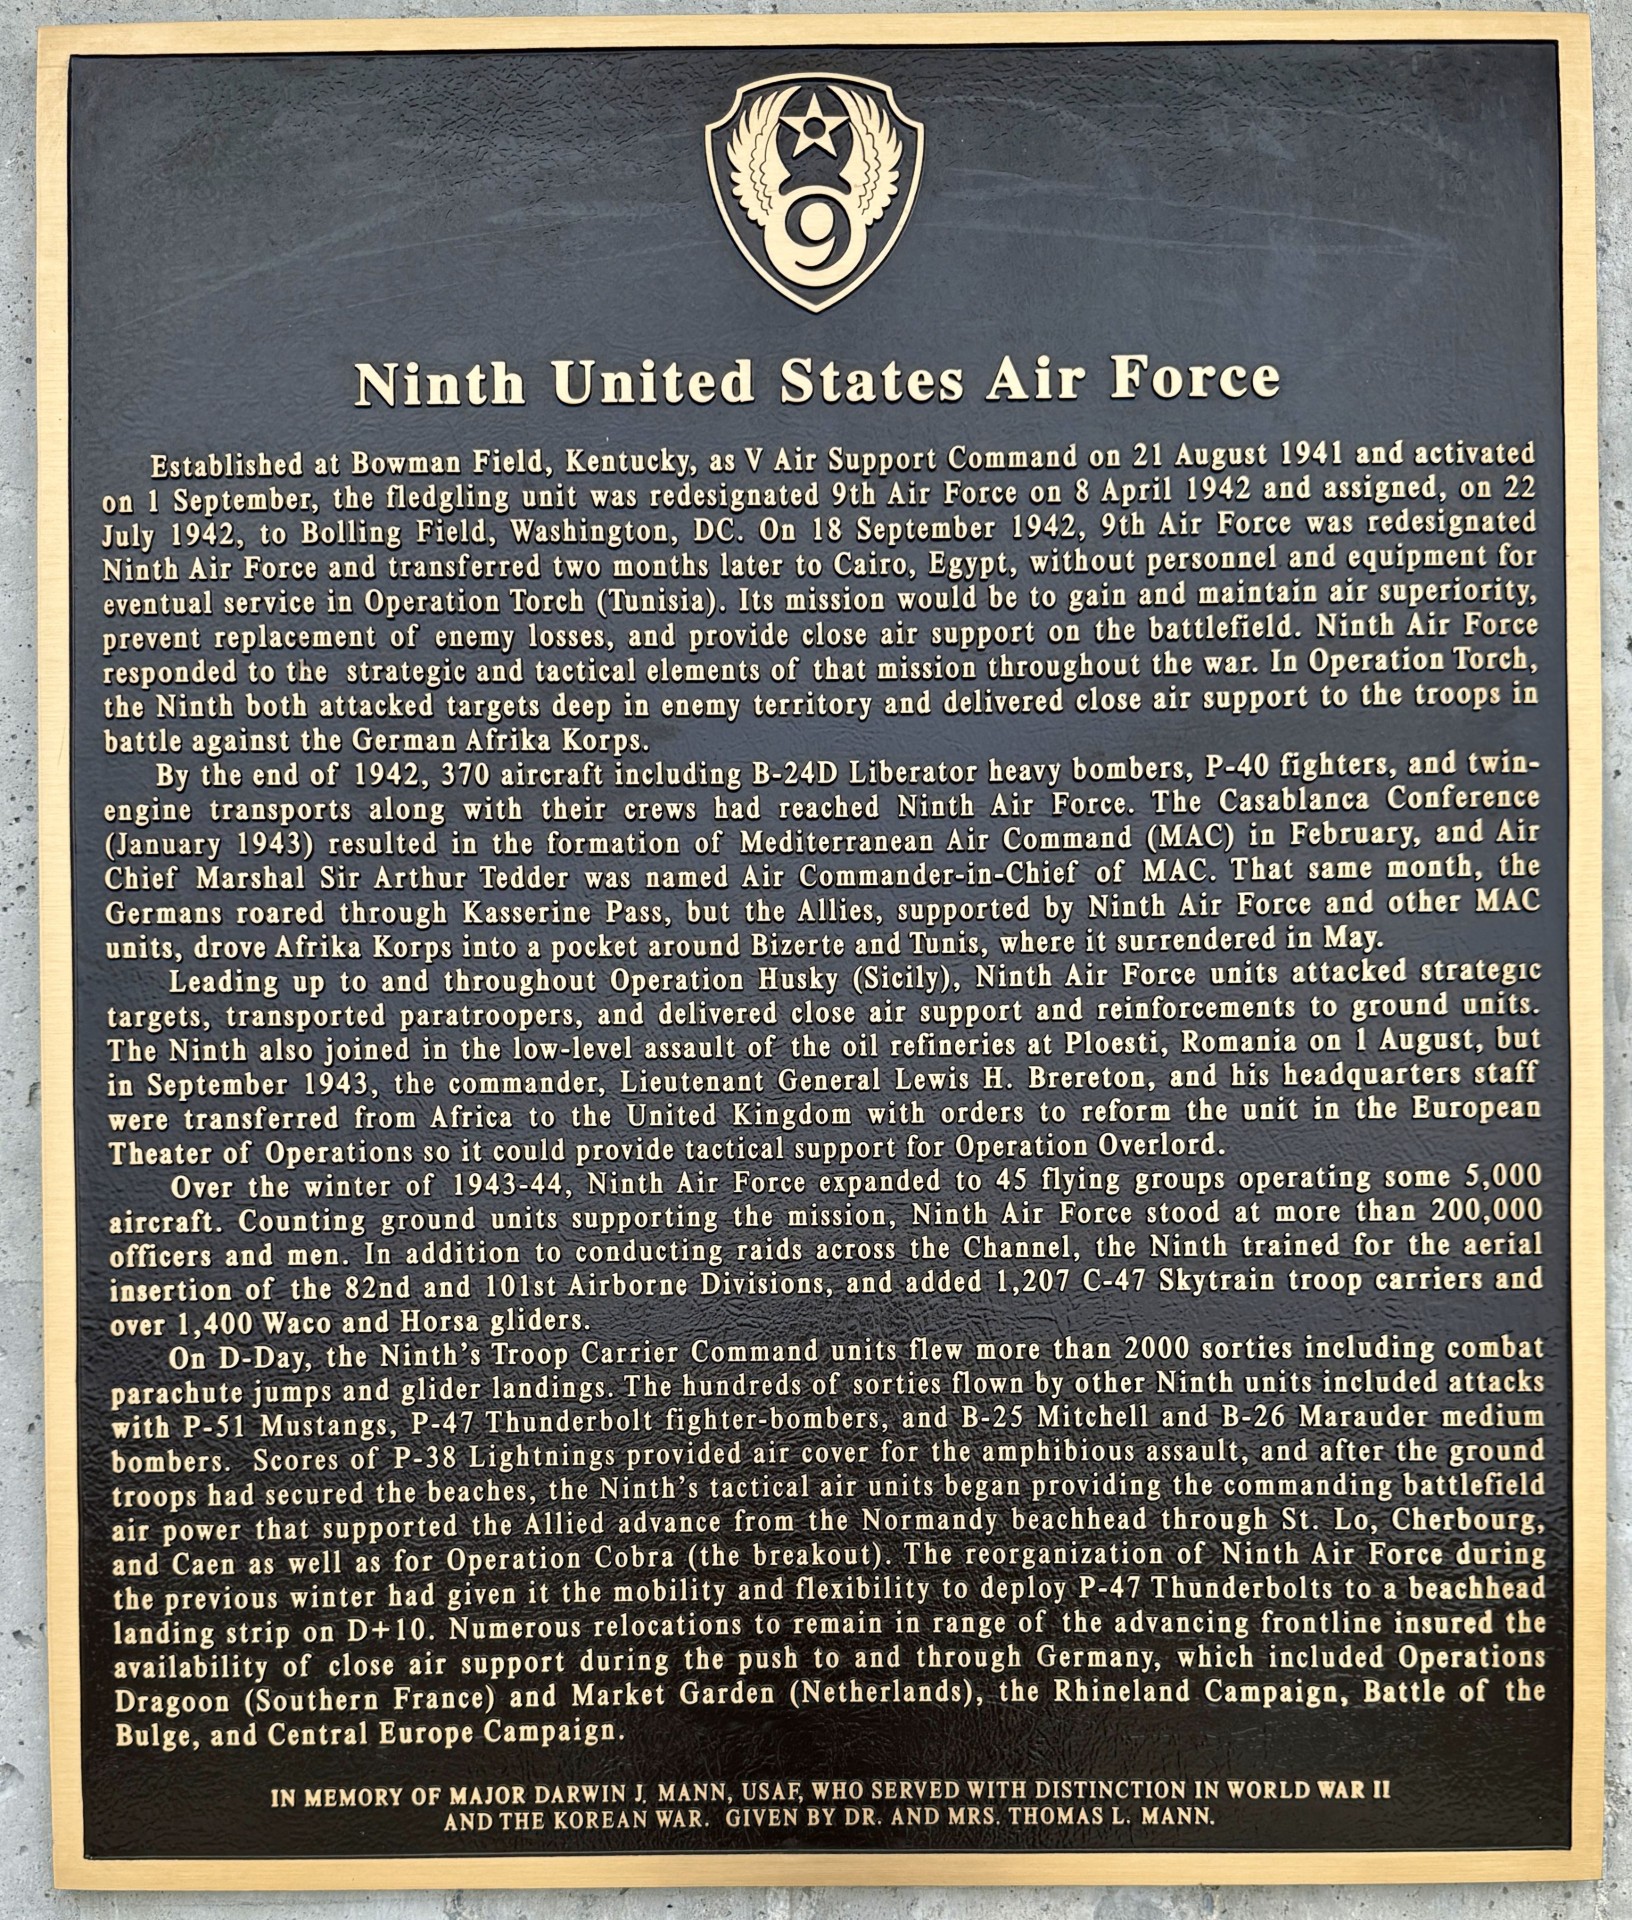 9
Ninth United States Air Force
Established at Bowman Field, Kentucky, as V Air Support Command on 21 August 1941 and activated
on 1 September, the fledgling unit was redesignated 9th Air Force on 8 April 1942 and assigned, on 22
July 1942, to Bolling Field, Washington, DC. On 18 September 1942, 9th Air Force was redesignated
Ninth Air Force and transferred two months later to Cairo, Egypt, without personnel and equipment for
eventual service in Operation Torch (Tunisia). Its mission would be to gain and maintain air superiority,
prevent replacement of enemy losses, and provide close air support on the battlefield. Ninth Air Force
responded to the strategic and tactical elements of that mission throughout the war. In Operation Torch,
the Ninth both attacked targets deep in enemy territory and delivered close air support to the troops in
battle against the German Afrika Korps.
By the end of 1942, 370 aircraft including B-24D Liberator heavy bombers, P-40 fighters, and twin-
engine transports along with their crews had reached Ninth Air Force. The Casablanca Conference
(January 1943) resulted in the formation of Mediterranean Air Command (MAC) in February, and Air
Chief Marshal Sir Arthur Tedder was named Air Commander-in-Chief of MAC. That same month, the
Germans roared through Kasserine Pass, but the Allies, supported by Ninth Air Force and other MAC
units, drove Afrika Korps into a pocket around Bizerte and Tunis, where it surrendered in May.
Leading up to and throughout Operation Husky (Sicily), Ninth Air Force units attacked strategic
targets, transported paratroopers, and delivered close air support and reinforcements to ground units.
The Ninth also joined in the low-level assault of the oil refineries at Ploesti, Romania on 1 August, but
in September 1943, the commander, Lieutenant General Lewis H. Brereton, and his headquarters staff
were transferred from Africa to the United Kingdom with orders to reform the unit in the European
Theater of Operations so it could provide tactical support for Operation Overlord.
Over the winter of 1943-44, Ninth Air Force expanded to 45 flying groups operating some 5,000
aircraft. Counting ground units supporting the mission, Ninth Air Force stood at more than 200,000
officers and men. In addition to conducting raids across the Channel, the Ninth trained for the aerial
insertion of the 82nd and 101st Airborne Divisions, and added 1,207 C-47 Skytrain troop carriers and
over 1,400 Waco and Horsa gliders.
On D-Day, the Ninth's Troop Carrier Command units flew more than 2000 sorties including combat
parachute jumps and glider landings. The hundreds of sorties flown by other Ninth units included attacks
with P-51 Mustangs, P-47 Thunderbolt fighter-bombers, and B-25 Mitchell and B-26 Marauder medium
bombers. Scores of P-38 Lightnings provided air cover for the amphibious assault, and after the ground
troops had secured the beaches, the Ninth's tactical air units began providing the commanding battlefield
air power that supported the Allied advance from the Normandy beachhead through St. Lo, Cherbourg,
and Caen as well as for Operation Cobra (the breakout). The reorganization of Ninth Air Force during
the previous winter had given it the mobility and flexibility to deploy P-47 Thunderbolts to a beachhead
landing strip on D+10. Numerous relocations to remain in range of the advancing frontline insured the
availability of close air support during the push to and through Germany, which included Operations
Dragoon (Southern France) and Market Garden (Netherlands), the Rhineland Campaign, Battle of the
Bulge, and Central Europe Campaign.
IN MEMORY OF MAJOR DARWIN J. MANN, USAF, WHO SERVED WITH DISTINCTION IN WORLD WAR II
AND THE KOREAN WAR. GIVEN BY DR. AND MRS. THOMAS L. MANN.